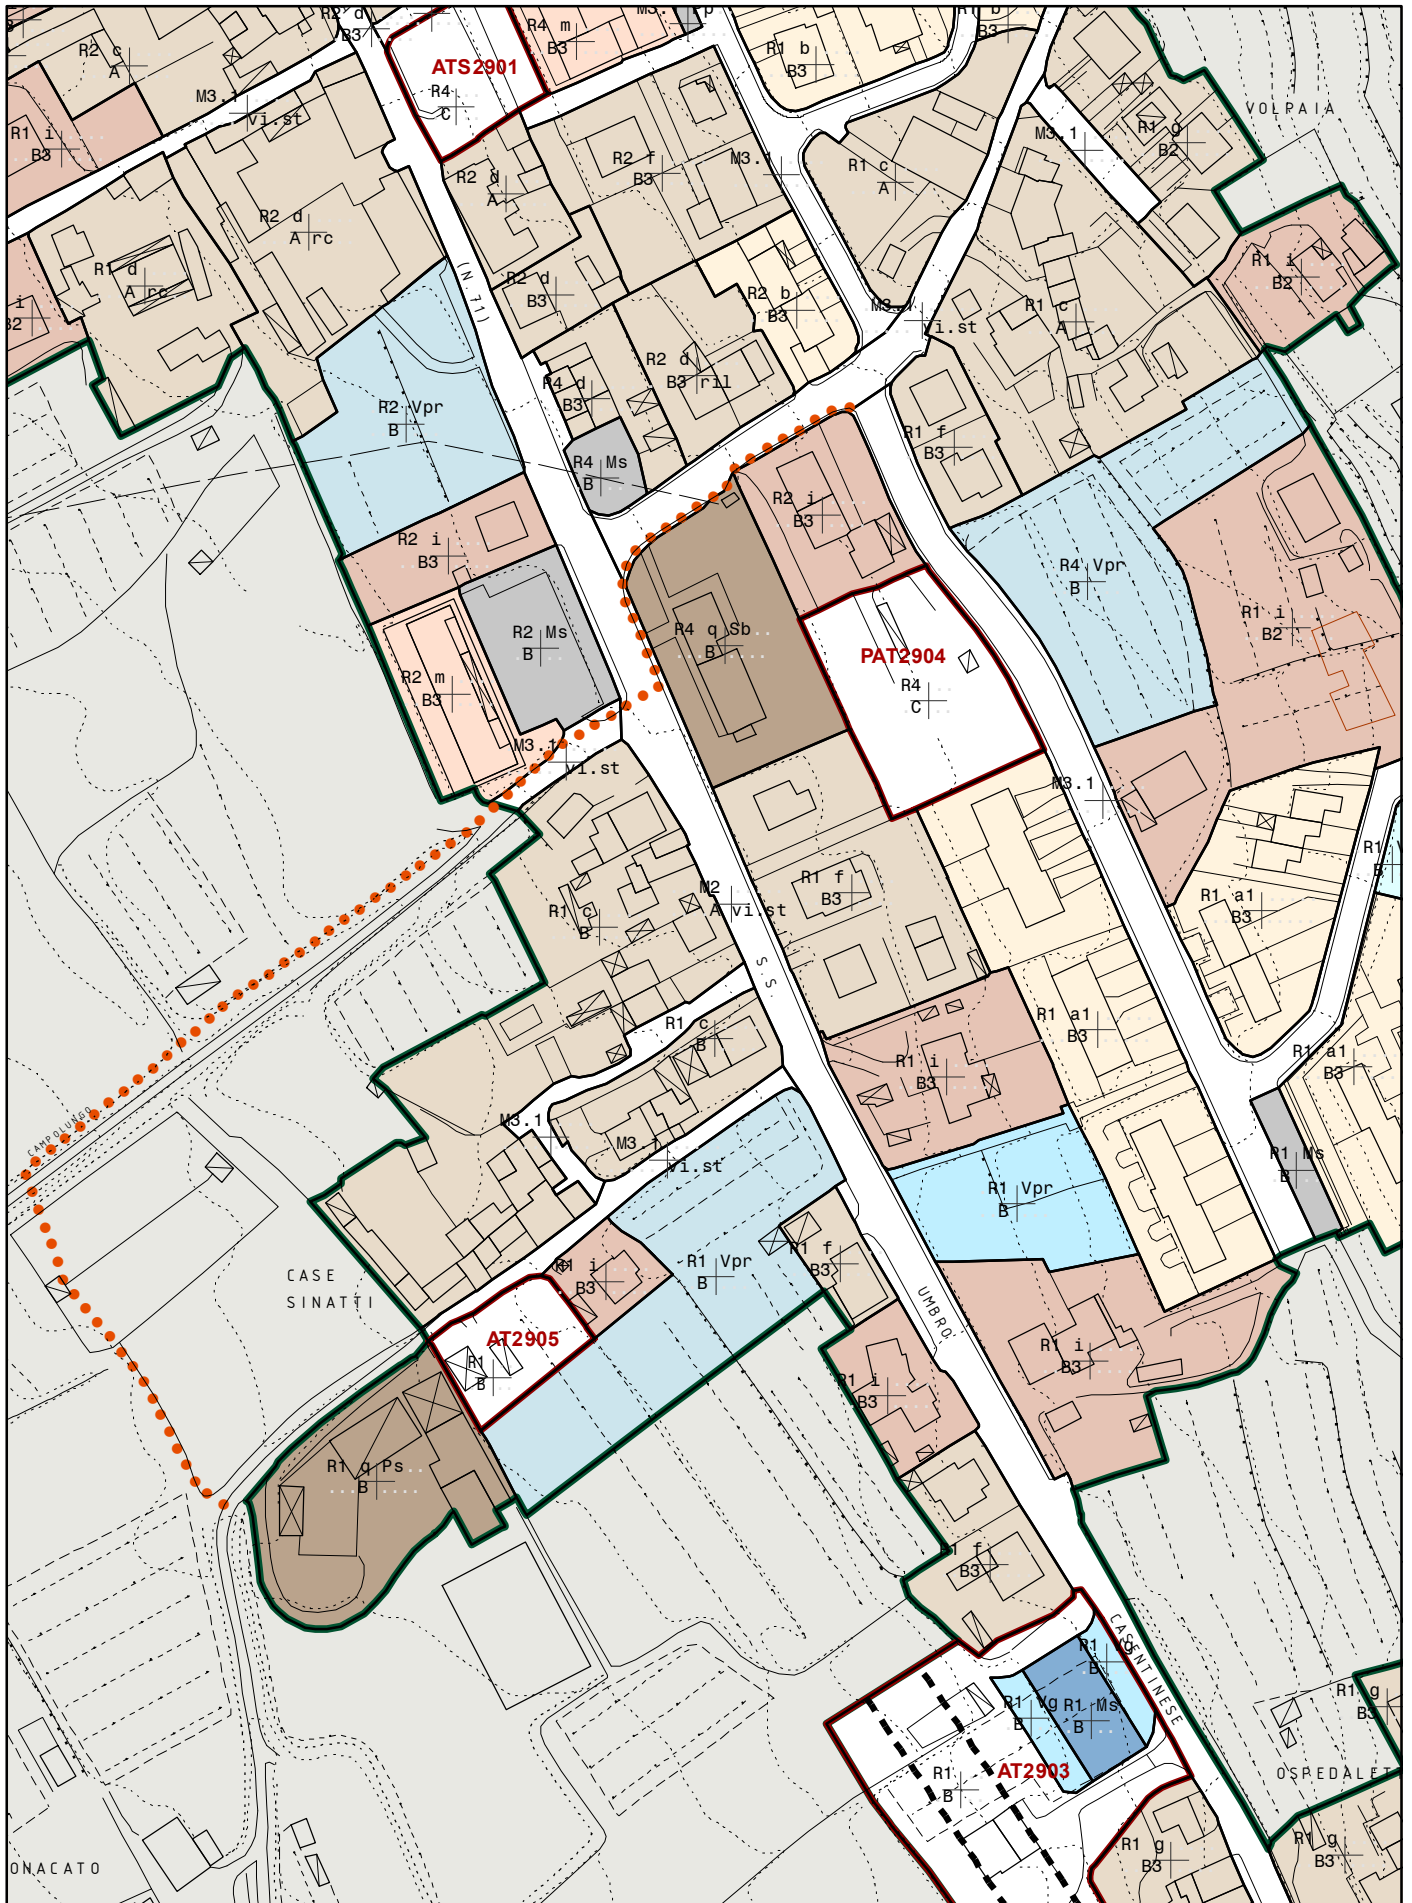 R2 d
B3
R4 m
B3
R1 b
B3
B3
R2 c
A
ATS2901
R4
C
M3.1
vi.st
VOLPAIA
R1 i
B3
R2 f
B3
M3.1
R1 c
A
M3.1
R1 g
B2
R2 d
A
R2 d
A rc
R1 d
A rc
(N 71)
R2 d
B3
R2 b
B3
vi.st
R1 c
A
R1 i
B2
i
B2
R2 Vpr
B
R4 d
B3
R2 d
B3 ril
R1 f
B3
R4 Ms
B
R2 i
B3
R2 i
B3
R4 Vpr
B
R2 Ms
B
R4 q Sb
B
PAT2904
R4
C
R1 i
B2
R2 m
B3
M3.1
vi.st
M3.1
R1 c
B
M2
A vi.st
R1 f
B3
R1 a1
B3
B
S.S.
R1 c
B
R1 a1
B3
R1 a1
B3
R1 i
B3
CAMPOLUNGO
M3.1
M3.1
vi.st
R1 Ms
B
R1 Vpr
B
CASE
SINATTI
R1 i
B3
R1 Vpr
B
R1 f
B3
UMBRO
AT2905
R1
B
R1 i
B3
R1 i
B3
R1 q Ps
B
R1 f
B3
CASENTINESE
R1 Vg
B
R1 Vg
B
R1 Ms
B
R1 g
B3
AT2903
R1
B
OSPEDALET
R1 g
B3
R1 g
B3
ONACATO